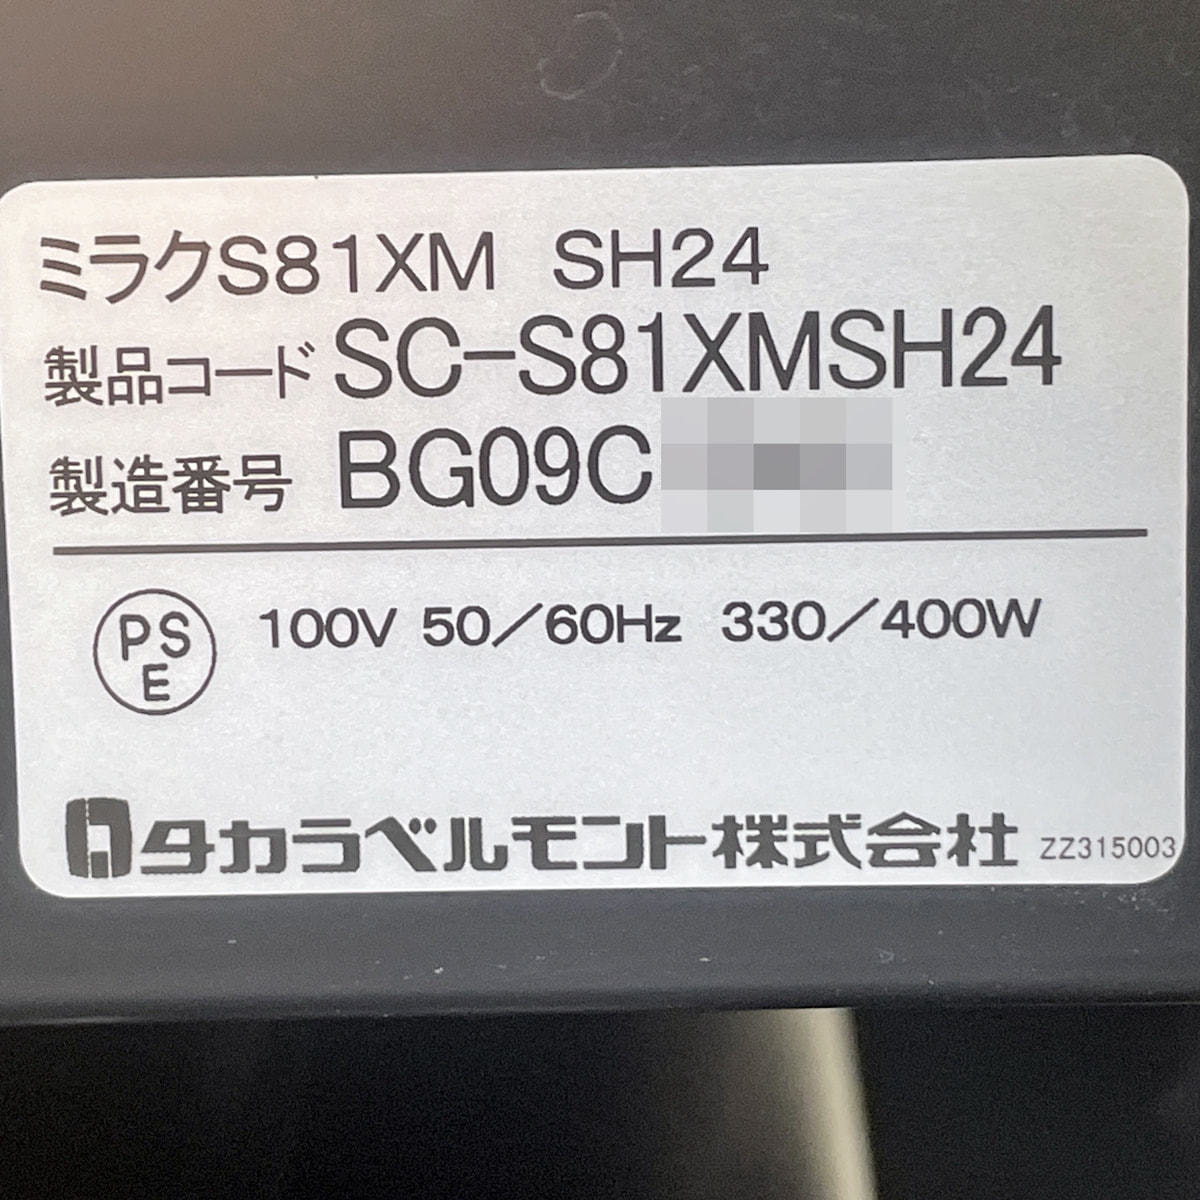 ミラクS81XM SH24
製品コード SC-S81XMSH24
製造番号 BG09C
PSE 100V 50/60Hz 330/400W
タカラベルモント株式会社 ZZ315003